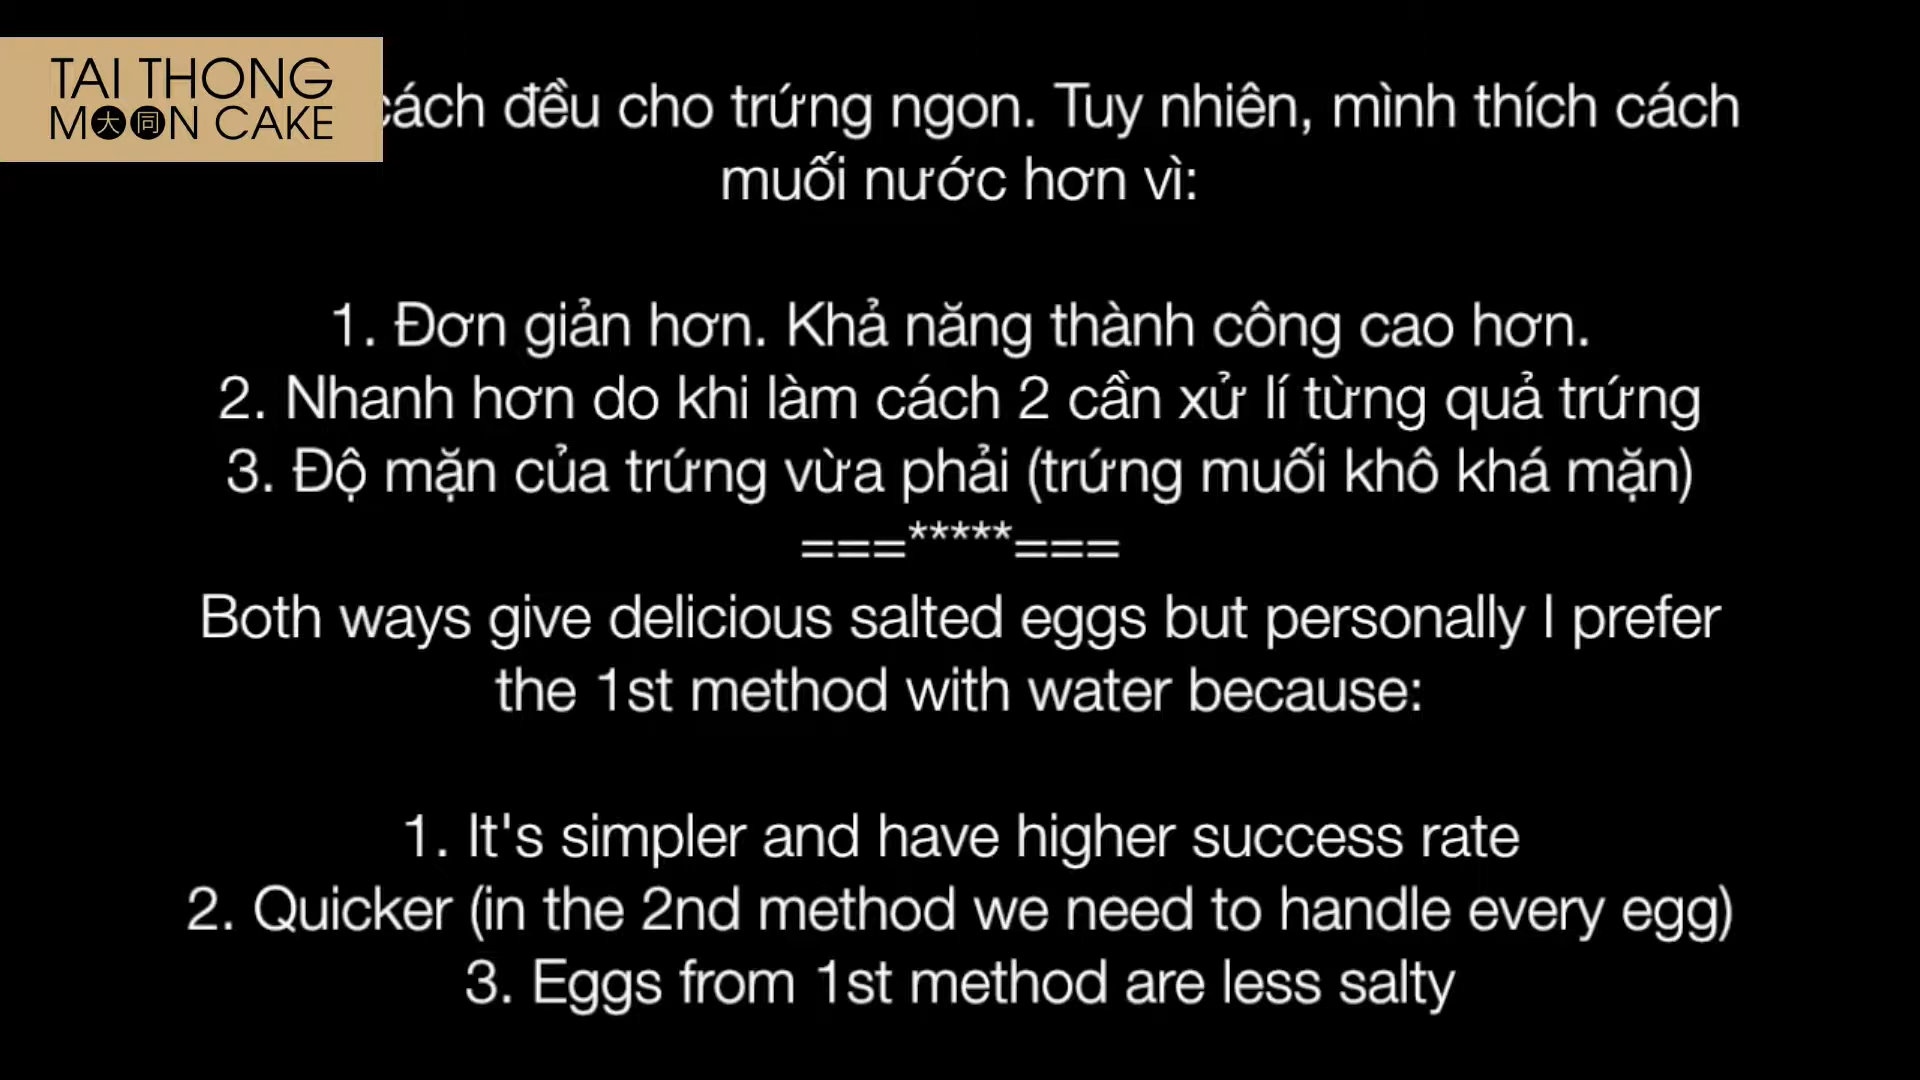 TAI THONG
M大同N CAKE
cách đều cho trứng ngon. Tuy nhiên, mình thích cách
muối nước hơn vì:
1. Đơn giản hơn. Khả năng thành công cao hơn.
2. Nhanh hơn do khi làm cách 2 cần xử lí từng quả trứng
3. Độ mặn của trứng vừa phải (trứng muối khô khá mặn)
===*****===
Both ways give delicious salted eggs but personally I prefer
the 1st method with water because:
1. It's simpler and have higher success rate
2. Quicker (in the 2nd method we need to handle every egg)
3. Eggs from 1st method are less salty